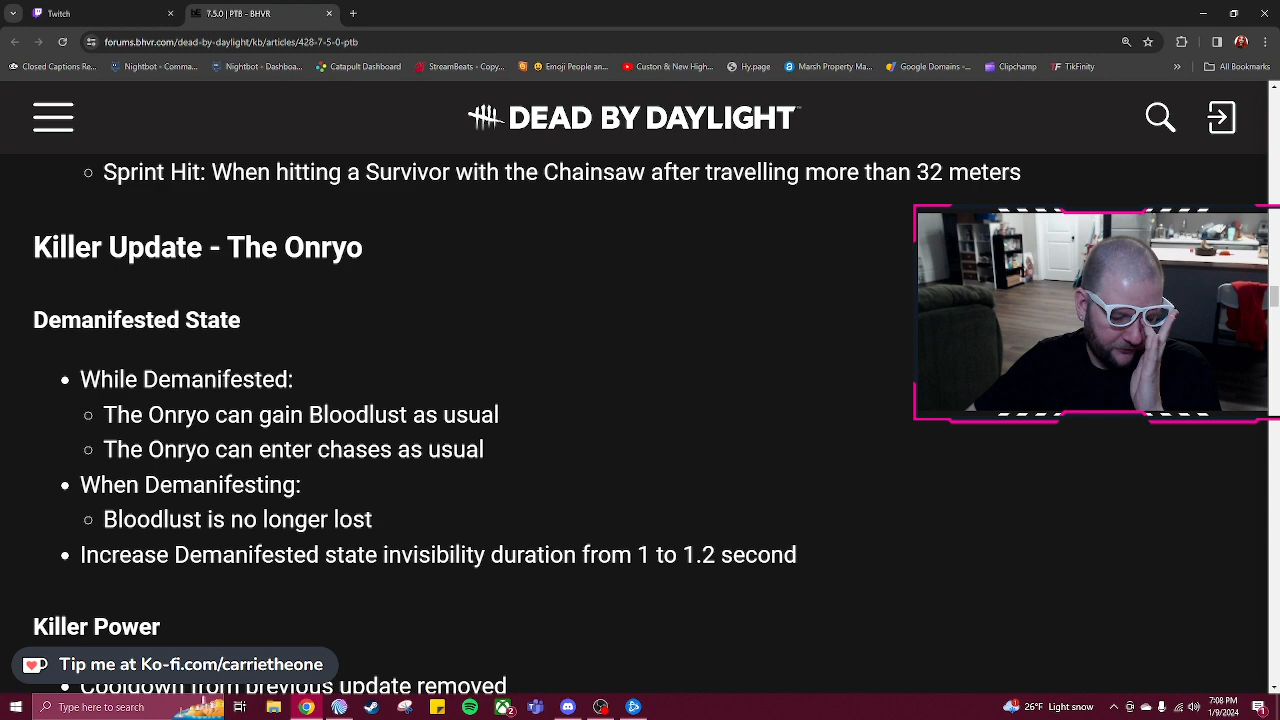 Twitch
7.5.0 | PTB - BHVR
forums.bhvr.com/dead-by-daylight/kb/articles/428-7-5-0-ptb
Closed Captions Re... Nightbot - Comma... Nightbot - Dashboa... Catapult Dashboard StreamBeats - Copy... Emoji People an... Custon & New High... Hy.page Marsh Property Ma... Google Domains -... Clipchamp TikFinity » All Bookmarks
DEAD BY DAYLIGHT™
Sprint Hit: When hitting a Survivor with the Chainsaw after travelling more than 32 meters
Killer Update - The Onryo
Demanifested State
While Demanifested:
The Onryo can gain Bloodlust as usual
The Onryo can enter chases as usual
When Demanifesting:
Bloodlust is no longer lost
Increase Demanifested state invisibility duration from 1 to 1.2 second
Killer Power
Tip me at Ko-fi.com/carrietheone
Cooldown from previous update removed
Type here to search
2
26°F Light snow
7:08 PM
1/9/2024